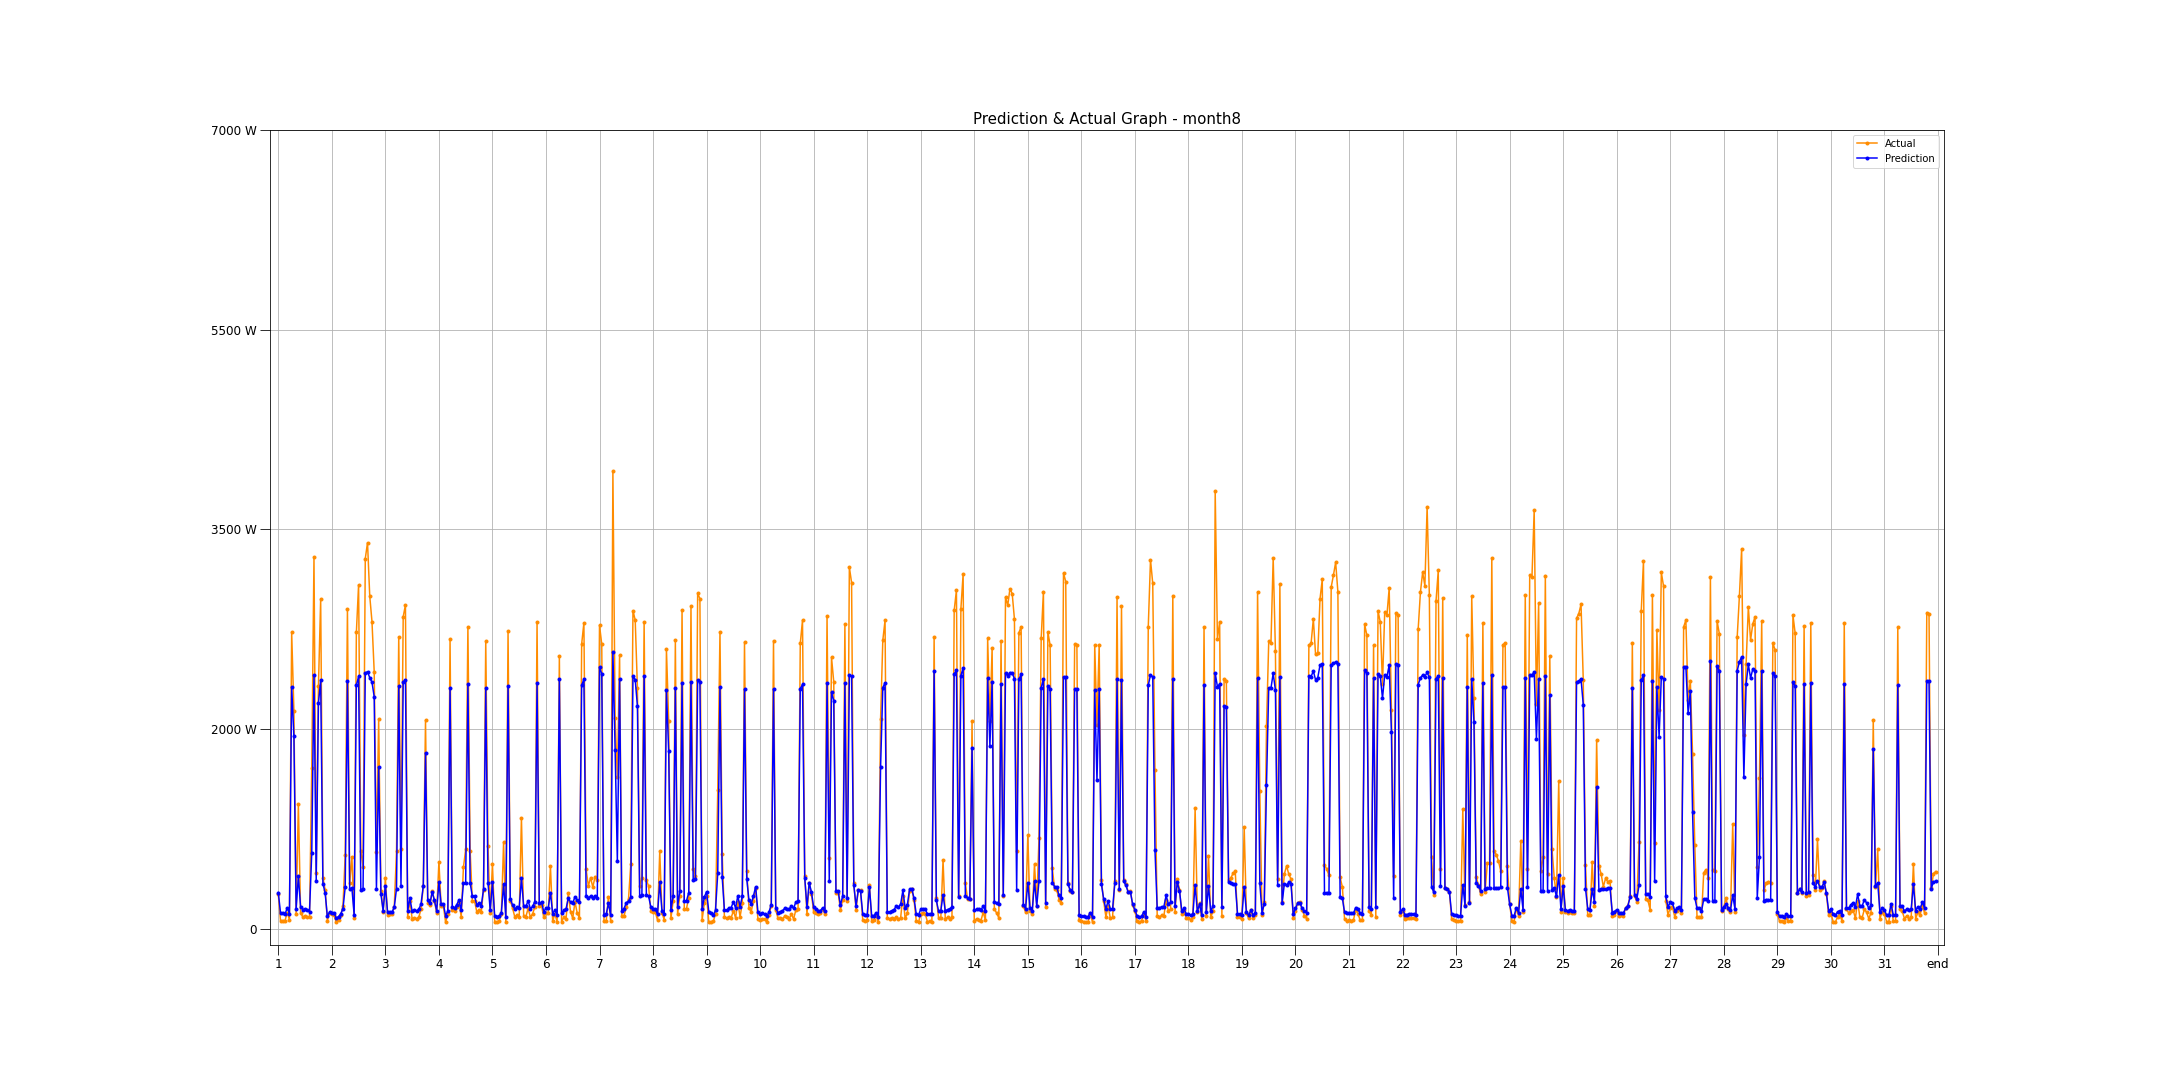 Prediction & Actual Graph - month8
7000 W
Actual
Prediction
5500 W
3500 W
2000 W
0
1 2 3 4 5 6 7 8 9 10 11 12 13 14 15 16 17 18 19 20 21 22 23 24 25 26 27 28 29 30 31 end